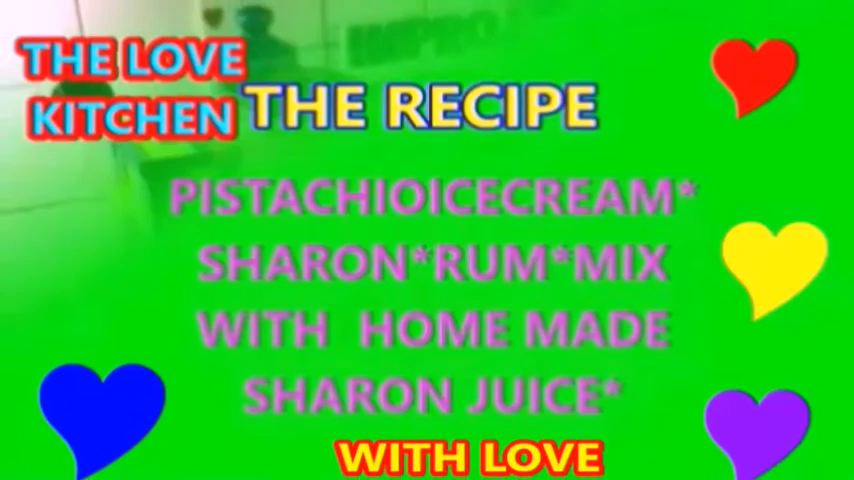 THE LOVE
KITCHEN
THE RECIPE
PISTACHIOICECREAM*
SHARON*RUM*MIX
WITH HOME MADE
SHARON JUICE*
WITH LOVE